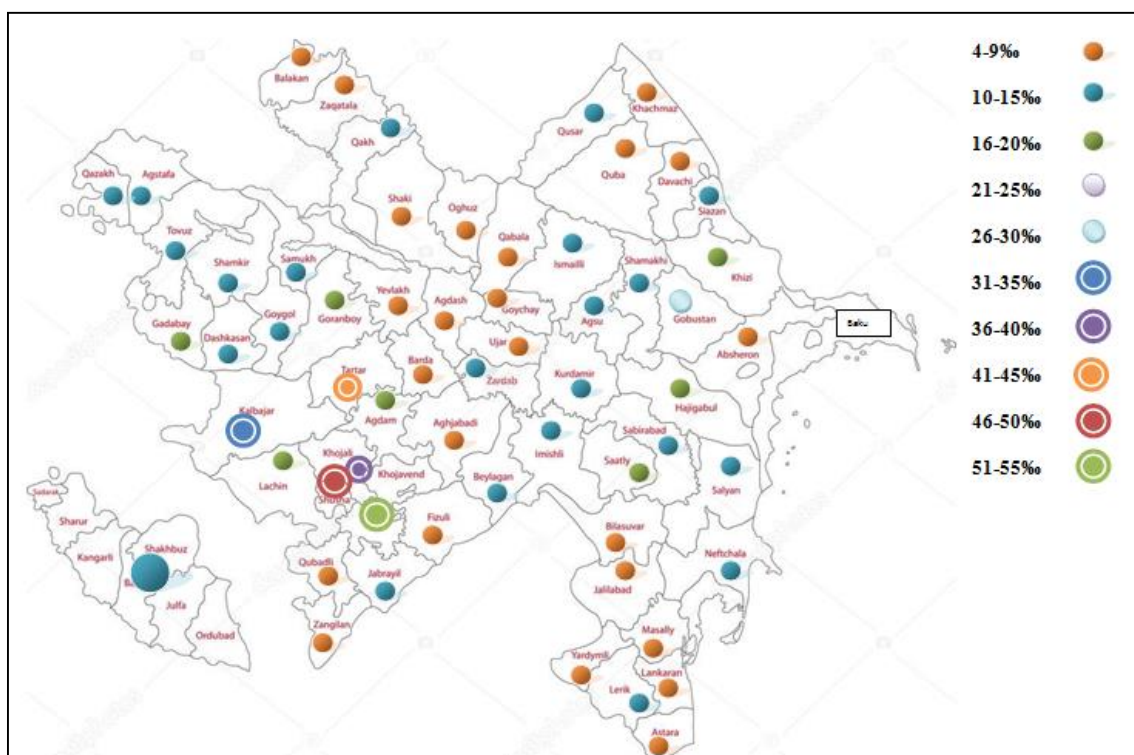 4-9‰
10-15‰
16-20‰
21-25‰
26-30‰
31-35‰
36-40‰
41-45‰
46-50‰
51-55‰
Balakan
Zaqatala
Khachmaz
Qusar
Qakh
Quba
Davachi
Qazakh
Agstafa
Shaki
Oghuz
Siazan
Tovuz
Qabala
Ismailli
Shamakhi
Khizi
Shamkir
Samukh
Yevlakh
Agdash
Goychay
Agsu
Gobustan
Gadabay
Dashkasan
Goygol
Goranboy
Ujar
Absheron
Baku
Tartar
Barda
Zardab
Kurdamir
Hajigabul
Kalbajar
Agdam
Aghjabadi
Imishli
Sabirabad
Saatly
Salyan
Khojali
Lachin
Khojavend
Beylagan
Fizuli
Bilasuvar
Neftchala
Sadarak
Sharur
Kangarli
Shakhbuz
Julfa
Ordubad
Qubadli
Jabrayil
Zangilan
Jalilabad
Masally
Yardymli
Lerik
Lankaran
Astara